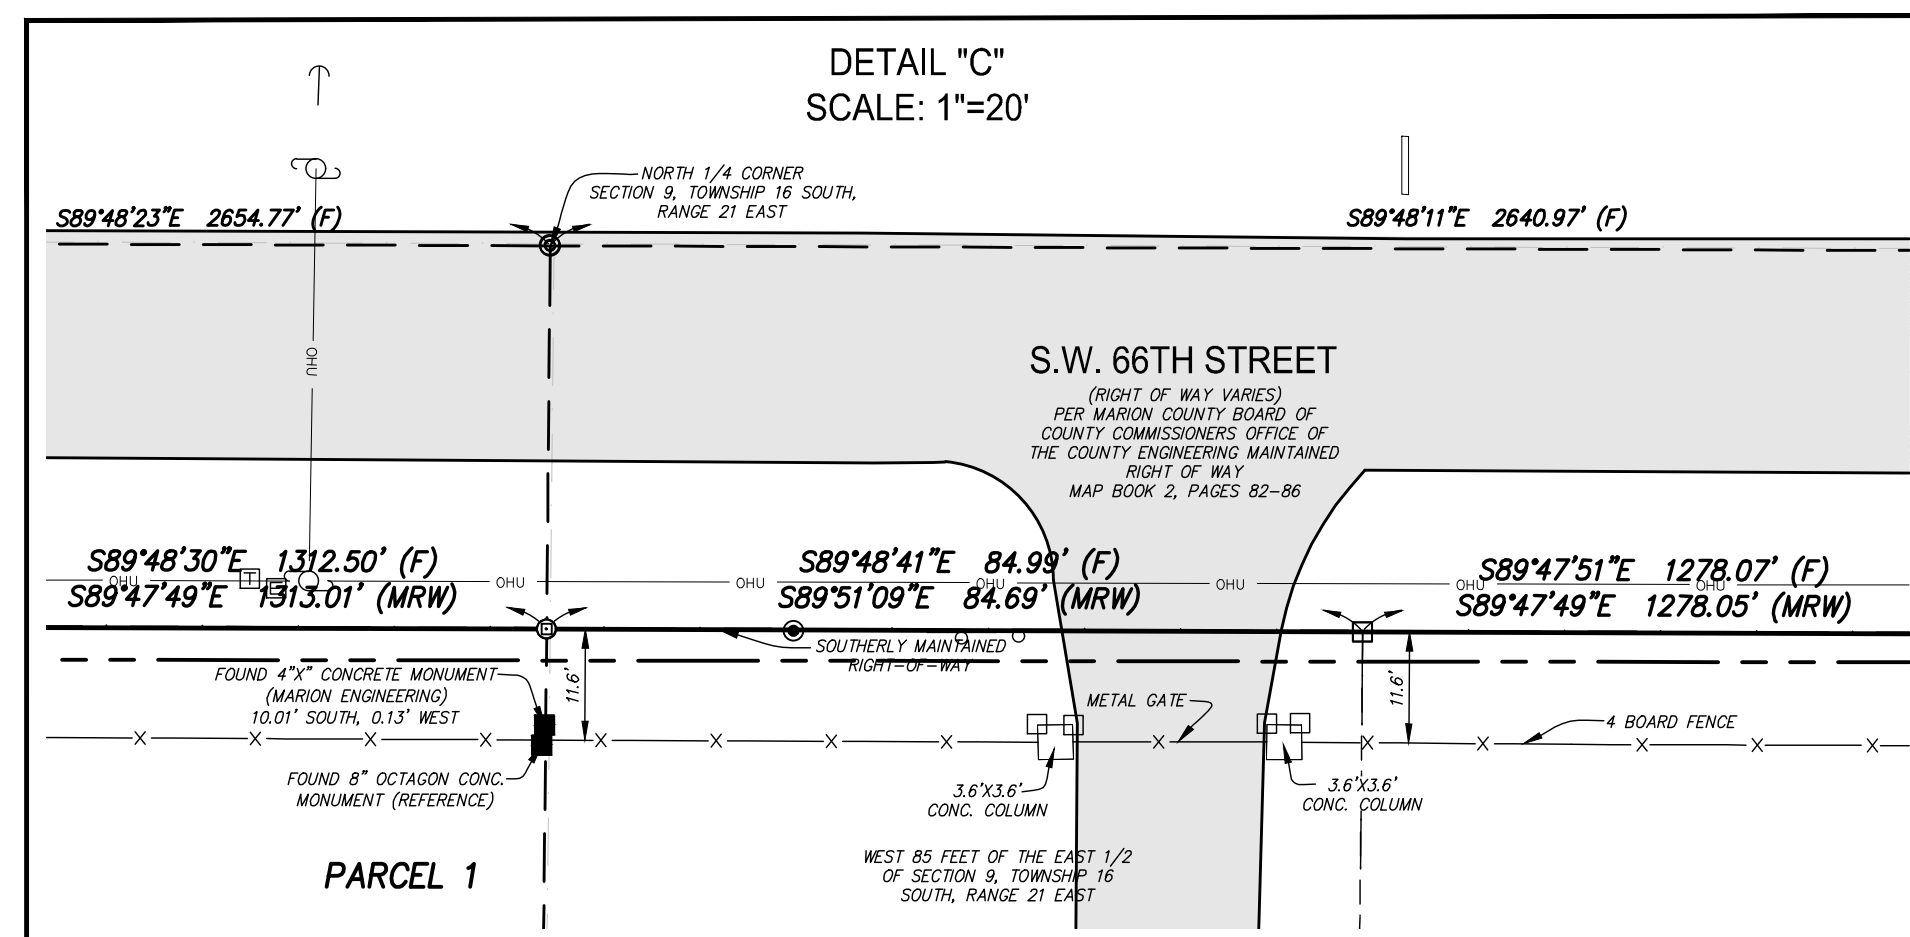 DETAIL "C"
SCALE: 1"=20'
NORTH 1/4 CORNER
SECTION 9, TOWNSHIP 16 SOUTH,
RANGE 21 EAST
S89°48'23"E 2654.77' (F)
S89°48'11"E 2640.97' (F)
OHU
S.W. 66TH STREET
(RIGHT OF WAY VARIES)
PER MARION COUNTY BOARD OF
COUNTY COMMISSIONERS OFFICE OF
THE COUNTY ENGINEERING MAINTAINED
RIGHT OF WAY
MAP BOOK 2, PAGES 82-86
S89°48'30"E 1312.50' (F)
S89°47'49"E 1313.01' (MRW)
S89°48'41"E 84.99' (F)
S89°51'09"E 84.69' (MRW)
S89°47'51"E 1278.07' (F)
S89°47'49"E 1278.05' (MRW)
OHU
T
E
OHU
OHU
OHU
OHU
OHU
OHU
SOUTHERLY MAINTAINED
RIGHT-OF-WAY
FOUND 4"X" CONCRETE MONUMENT
(MARION ENGINEERING)
10.01' SOUTH, 0.13' WEST
11.6'
11.6'
METAL GATE
4 BOARD FENCE
X X X X X X X X X X X X X X
FOUND 8" OCTAGON CONC.
MONUMENT (REFERENCE)
3.6'X3.6'
CONC. COLUMN
3.6'X3.6'
CONC. COLUMN
PARCEL 1
WEST 85 FEET OF THE EAST 1/2
OF SECTION 9, TOWNSHIP 16
SOUTH, RANGE 21 EAST